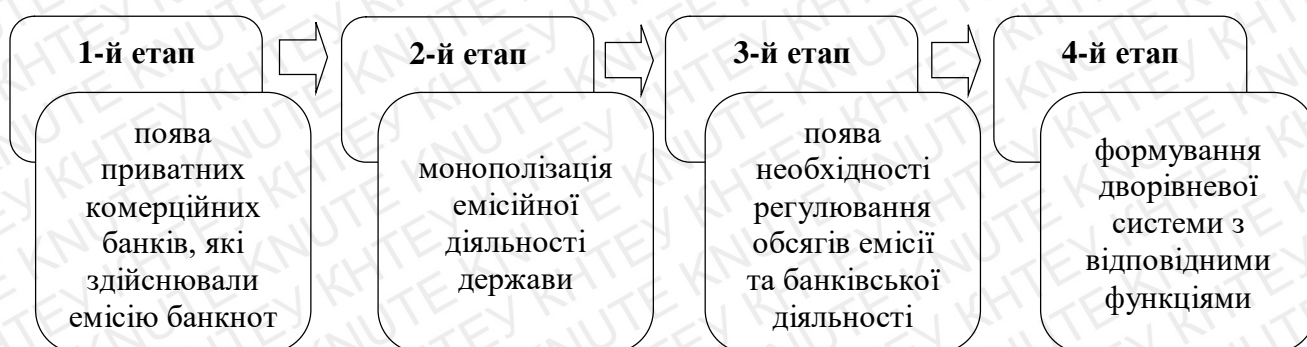 1-й етап
поява
приватних
комерційних
банків, які
здійснювали
емісію банкнот
2-й етап
монополізація
емісійної
діяльності
держави
3-й етап
поява
необхідності
регулювання
обсягів емісії
та банківської
діяльності
4-й етап
формування
дворівневої
системи з
відповідними
функціями